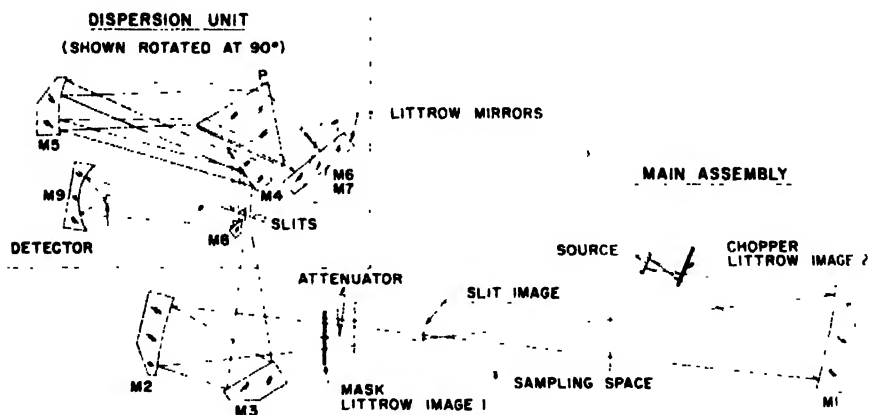 DISPERSION UNIT
(SHOWN ROTATED AT 90°)
P
M5
LITTROW MIRRORS
M6
M7
M4
M9
SLITS
M8
DETECTOR
MAIN ASSEMBLY
SOURCE
CHOPPER
LITTROW IMAGE 2
ATTENUATOR
SLIT IMAGE
M2
M3
MASK
LITTROW IMAGE 1
SAMPLING SPACE
M1